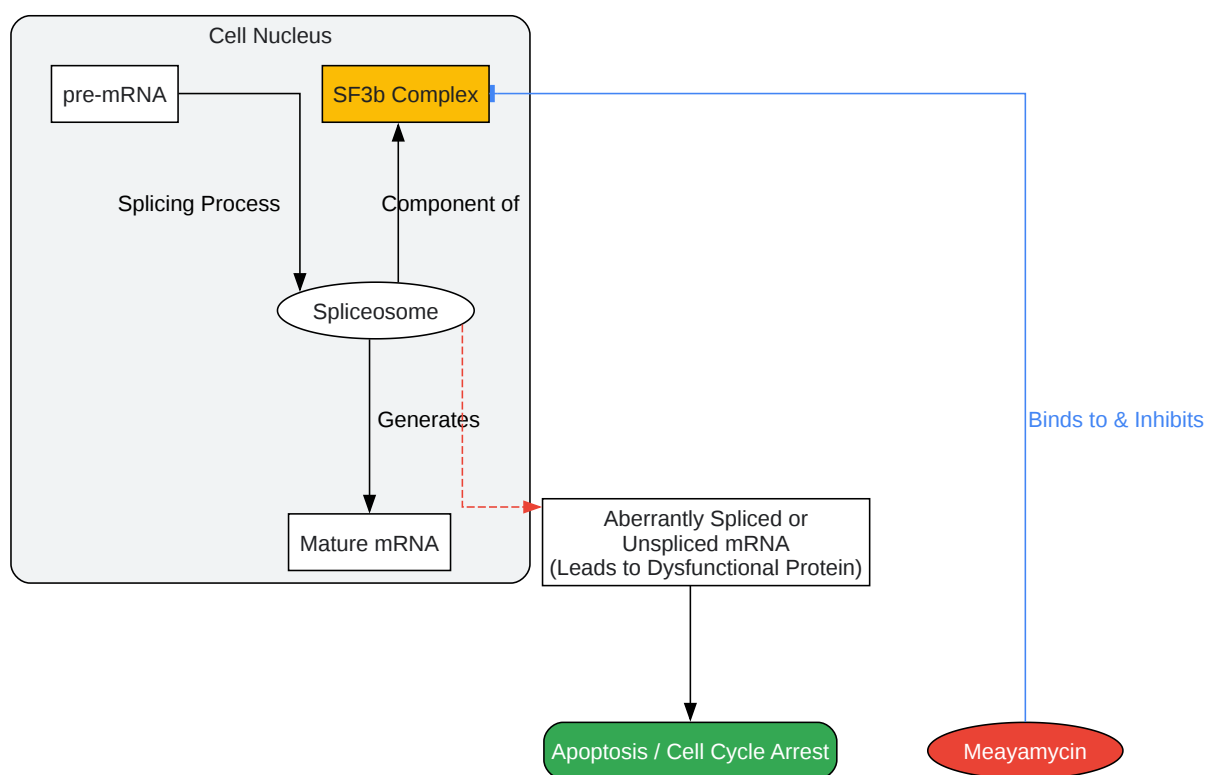 Cell Nucleus
pre-mRNA
SF3b Complex
Splicing Process
Component of
Spliceosome
Generates
Binds to & Inhibits
Mature mRNA
Aberrantly Spliced or
Unspliced mRNA
(Leads to Dysfunctional Protein)
Apoptosis / Cell Cycle Arrest
Meayamycin